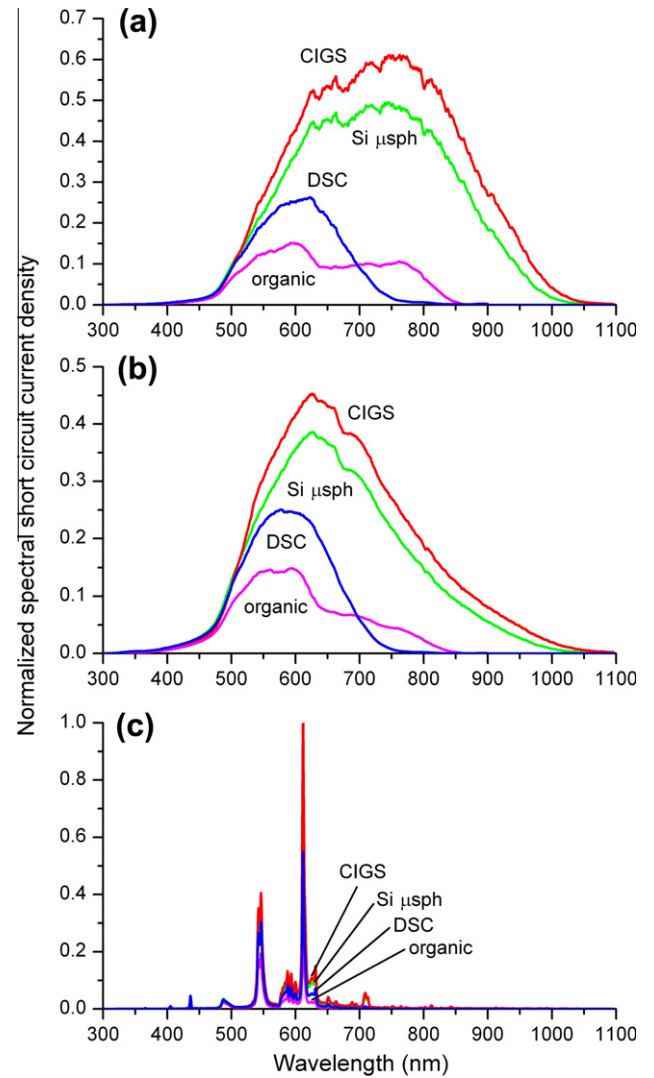 Normalized spectral short circuit current density
(a)
0.7
0.6
0.5
0.4
0.3
0.2
0.1
0.0
CIGS
Si μsph
DSC
organic
300 400 500 600 700 800 900 1000 1100
(b)
0.5
0.4
0.3
0.2
0.1
0.0
CIGS
Si μsph
DSC
organic
300 400 500 600 700 800 900 1000 1100
(c)
1.0
0.8
0.6
0.4
0.2
0.0
CIGS
Si μsph
DSC
organic
300 400 500 600 700 800 900 1000 1100
Wavelength (nm)